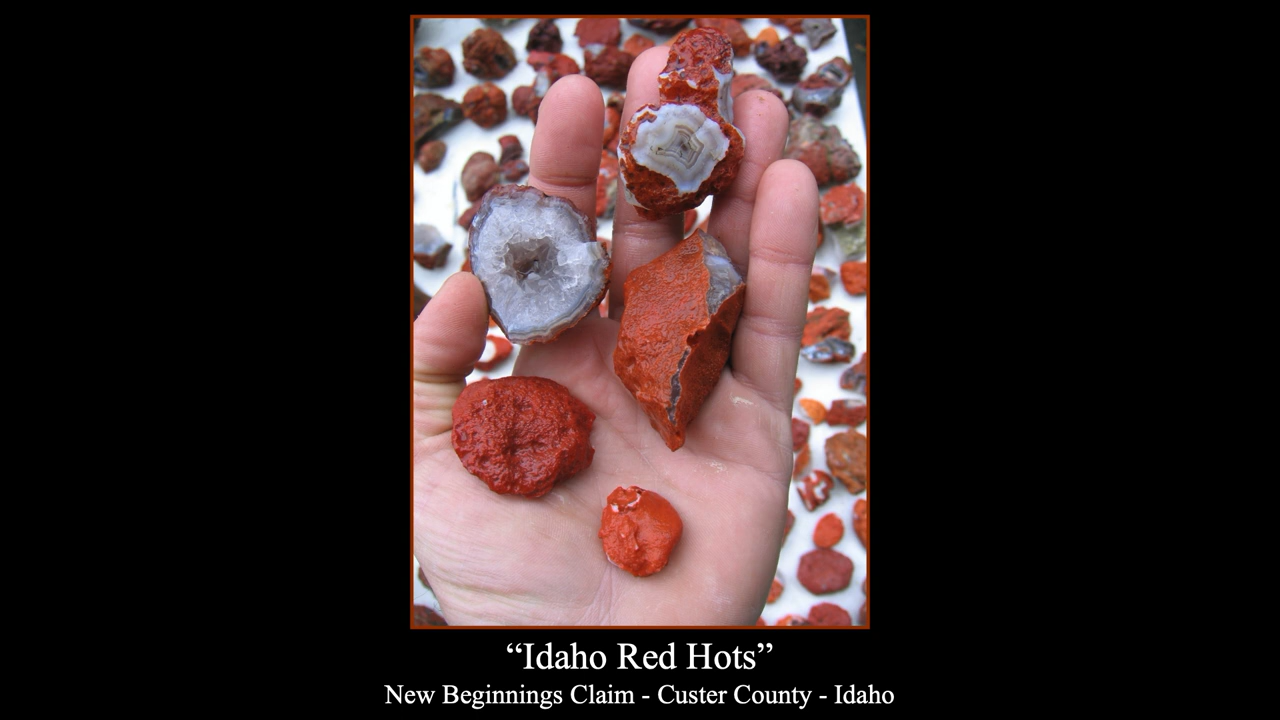 “Idaho Red Hots”
New Beginnings Claim - Custer County - Idaho